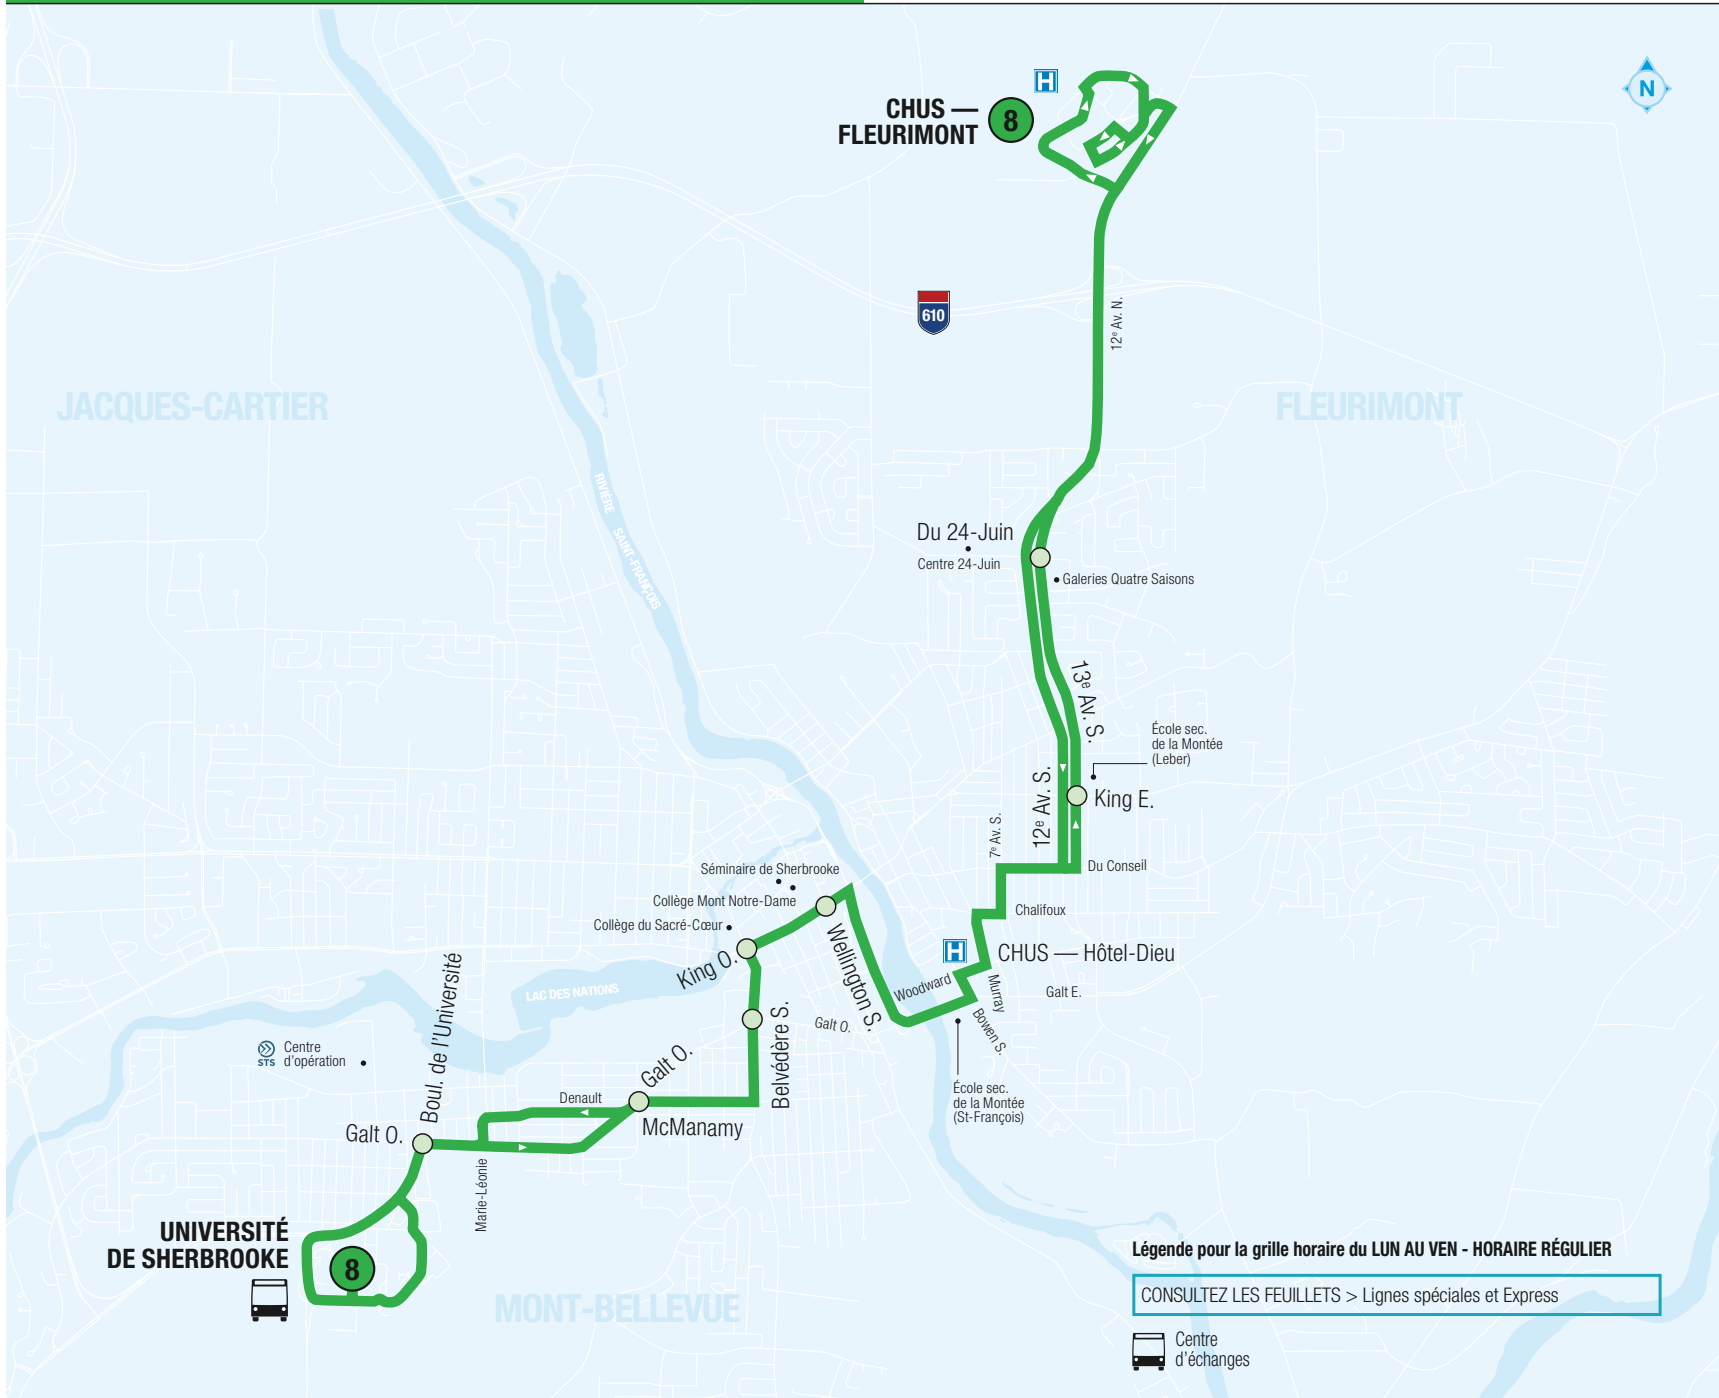 N
CHUS —
FLEURIMONT
8
610
12e Av. N.
JACQUES-CARTIER
FLEURIMONT
RIVIÈRE SAINT-FRANÇOIS
Du 24-Juin
Centre 24-Juin
Galeries Quatre Saisons
13e Av. S.
École sec.
de la Montée
(Leber)
12e Av. S.
King E.
7e Av. S.
Du Conseil
Séminaire de Sherbrooke
Collège Mont Notre-Dame
Collège du Sacré-Cœur
Chalifoux
CHUS — Hôtel-Dieu
King O.
Wellington S.
Woodward
Murray
Galt E.
LAC DES NATIONS
Bowen S.
Galt O.
Belvédère S.
STS
Centre
d'opération
Boul. de l'Université
Galt O.
Denault
École sec.
de la Montée
(St-François)
Galt O.
McManamy
Marie-Léonie
UNIVERSITÉ
DE SHERBROOKE
8
MONT-BELLEVUE
Légende pour la grille horaire du LUN AU VEN - HORAIRE RÉGULIER
CONSULTEZ LES FEUILLETS > Lignes spéciales et Express
Centre
d'échanges
H
H